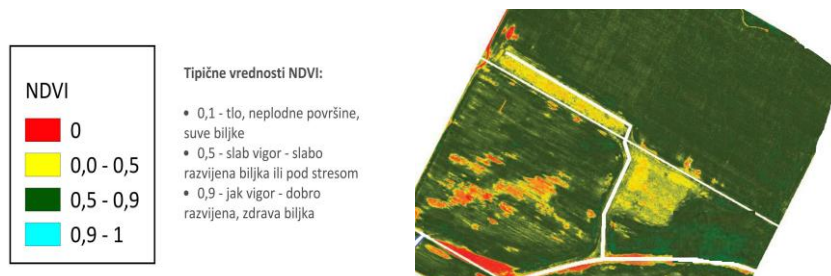 NDVI
0
0,0 - 0,5
0,5 - 0,9
0,9 - 1
Tipične vrednosti NDVI:
• 0,1 - tlo, neplodne površine,
suve biljke
• 0,5 - slab vigor - slabo
razvijena biljka ili pod stresom
• 0,9 - jak vigor - dobro
razvijena, zdrava biljka